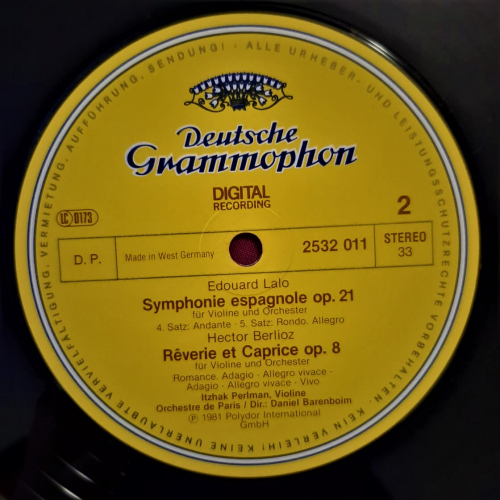 Deutsche
Grammophon
DIGITAL
RECORDING
2
LC 0173
D. P.
Made in West Germany
2532 011
STEREO
33
Edouard Lalo
Symphonie espagnole op. 21
für Violine und Orchester
4. Satz: Andante · 5. Satz: Rondo. Allegro
Hector Berlioz
Rêverie et Caprice op. 8
für Violine und Orchester
Romance. Adagio · Allegro vivace ·
Adagio · Allegro vivace · Vivo
Itzhak Perlman, Violine
Orchestre de Paris / Dir.: Daniel Barenboim
℗ 1981 Polydor International
GmbH
ALLE URHEBER- UND LEISTUNGSSCHUTZRECHTE VORBEHALTEN · KEIN VERLEIH! KEINE UNERLAUBTE VERVIELFÄLTIGUNG, VERMIETUNG, AUFFÜHRUNG, SENDUNG! ·